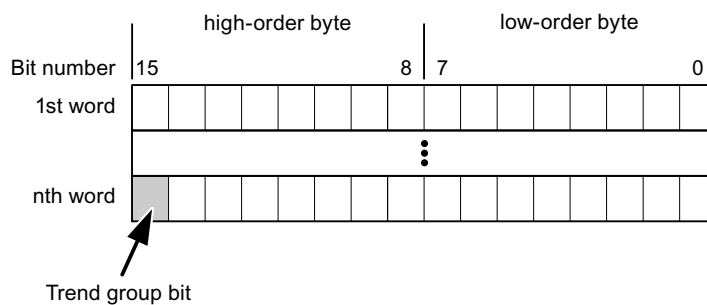 high-order byte low-order byte
Bit number 15 8 7 0
1st word
nth word
Trend group bit